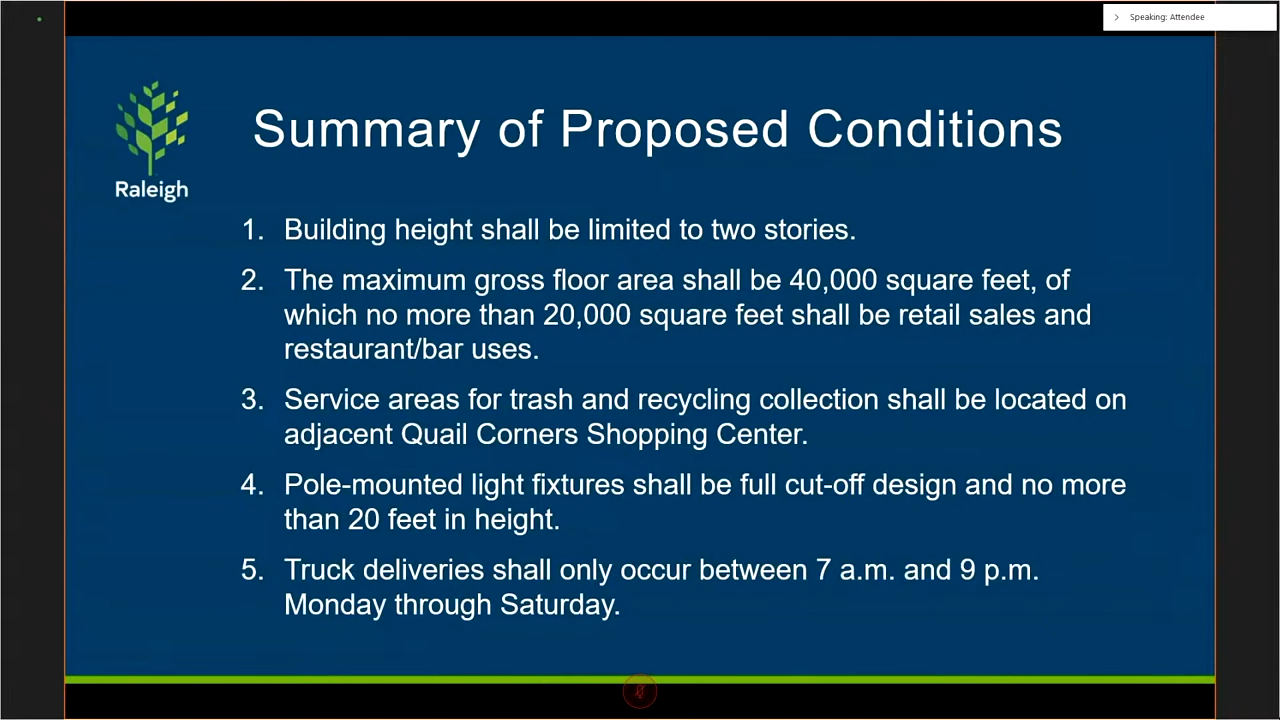 Speaking: Attendee
Summary of Proposed Conditions
Raleigh
1. Building height shall be limited to two stories.
2. The maximum gross floor area shall be 40,000 square feet, of
which no more than 20,000 square feet shall be retail sales and
restaurant/bar uses.
3. Service areas for trash and recycling collection shall be located on
adjacent Quail Corners Shopping Center.
4. Pole-mounted light fixtures shall be full cut-off design and no more
than 20 feet in height.
5. Truck deliveries shall only occur between 7 a.m. and 9 p.m.
Monday through Saturday.